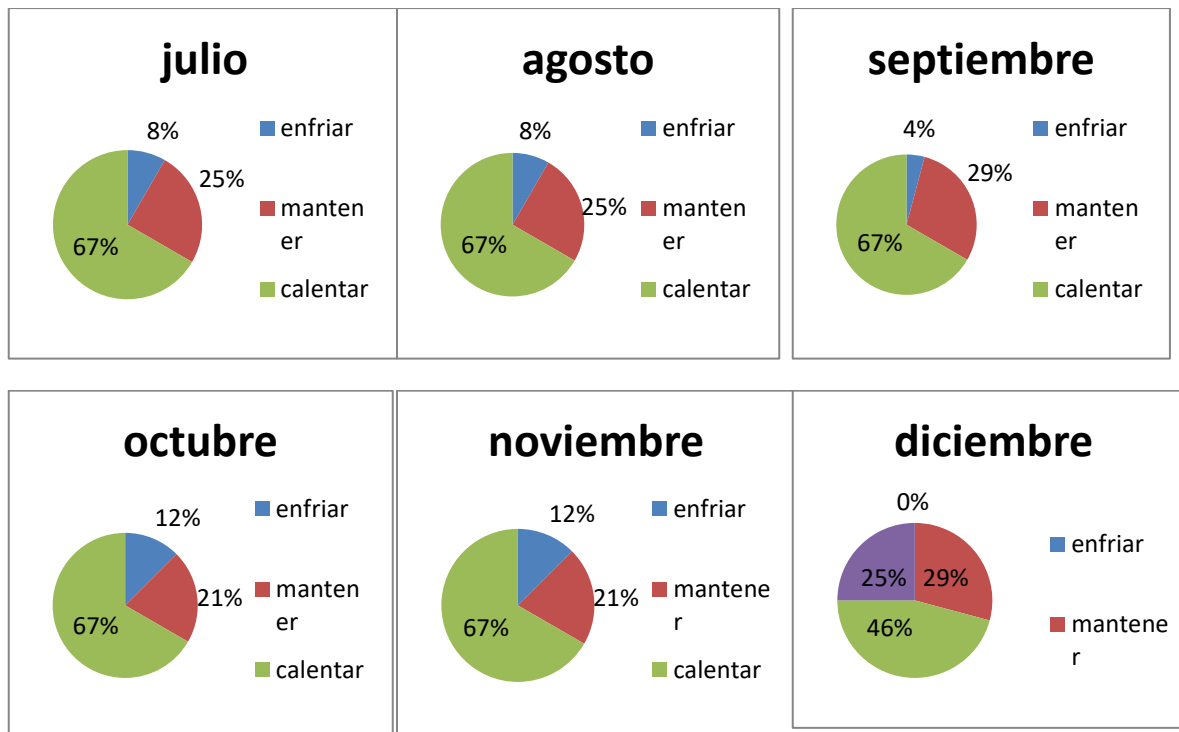 julio
8%
25%
67%
enfriar
manten
er
calentar
agosto
8%
25%
67%
enfriar
manten
er
calentar
septiembre
4%
29%
67%
enfriar
manten
er
calentar
octubre
12%
21%
67%
enfriar
manten
er
calentar
noviembre
12%
21%
67%
enfriar
mantene
r
calentar
diciembre
0%
25%
29%
46%
enfriar
mantene
r